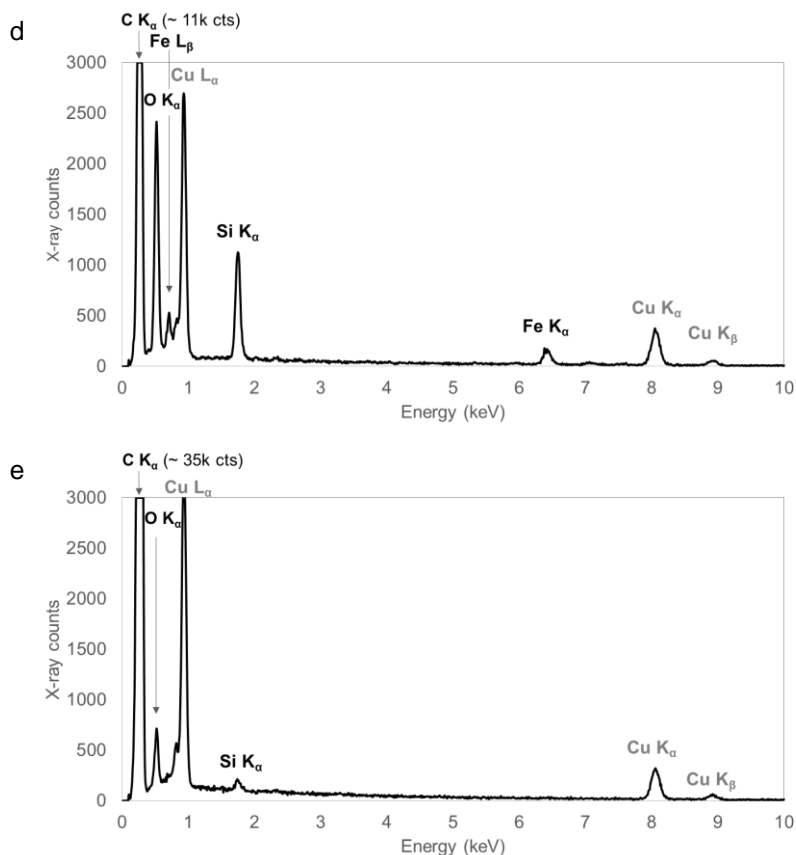 d
C Kα (~ 11k cts)
Fe Lβ
Cu Lα
O Kα
Si Kα
Fe Kα
Cu Kα
Cu Kβ
X-ray counts
3000
2500
2000
1500
1000
500
0
0 1 2 3 4 5 6 7 8 9 10
Energy (keV)
e
C Kα (~ 35k cts)
Cu Lα
O Kα
Si Kα
Cu Kα
Cu Kβ
X-ray counts
3000
2500
2000
1500
1000
500
0
0 1 2 3 4 5 6 7 8 9 10
Energy (keV)